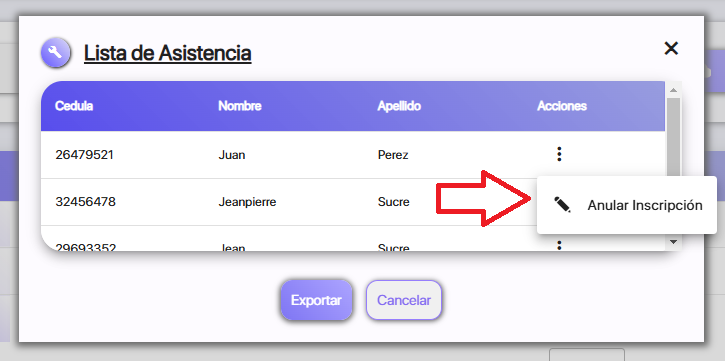 Lista de Asistencia
Cedula Nombre Apellido Acciones
26479521 Juan Perez
32456478 Jeanpierre Sucre
Anular Inscripción
29693352 Jean Sucre
Exportar Cancelar